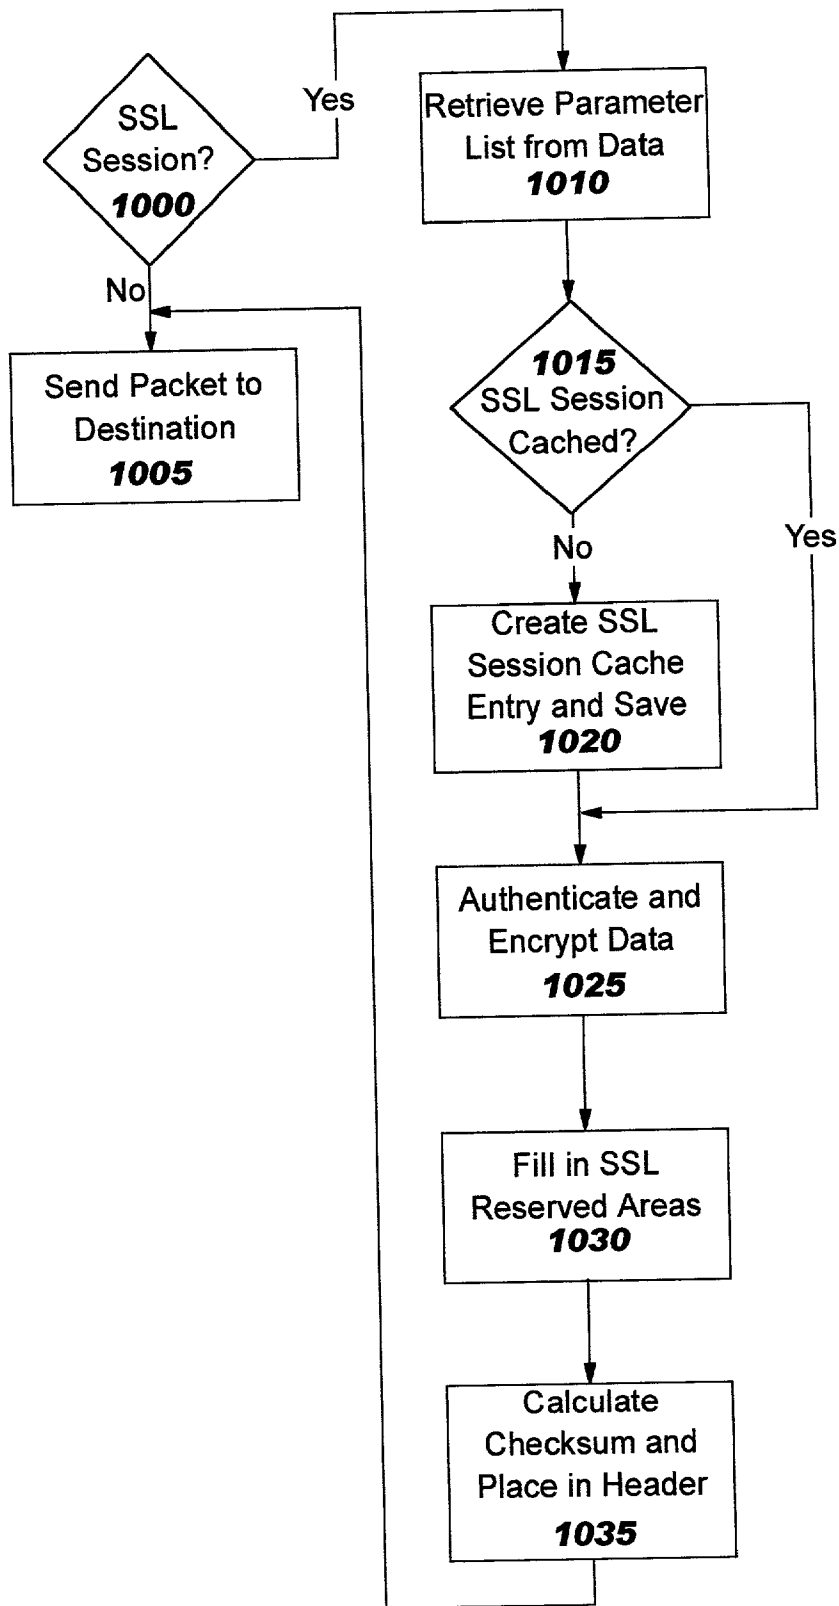 SSL
Session?
1000
Yes
No
Send Packet to
Destination
1005
Retrieve Parameter
List from Data
1010
1015
SSL Session
Cached?
Yes
No
Create SSL
Session Cache
Entry and Save
1020
Authenticate and
Encrypt Data
1025
Fill in SSL
Reserved Areas
1030
Calculate
Checksum and
Place in Header
1035